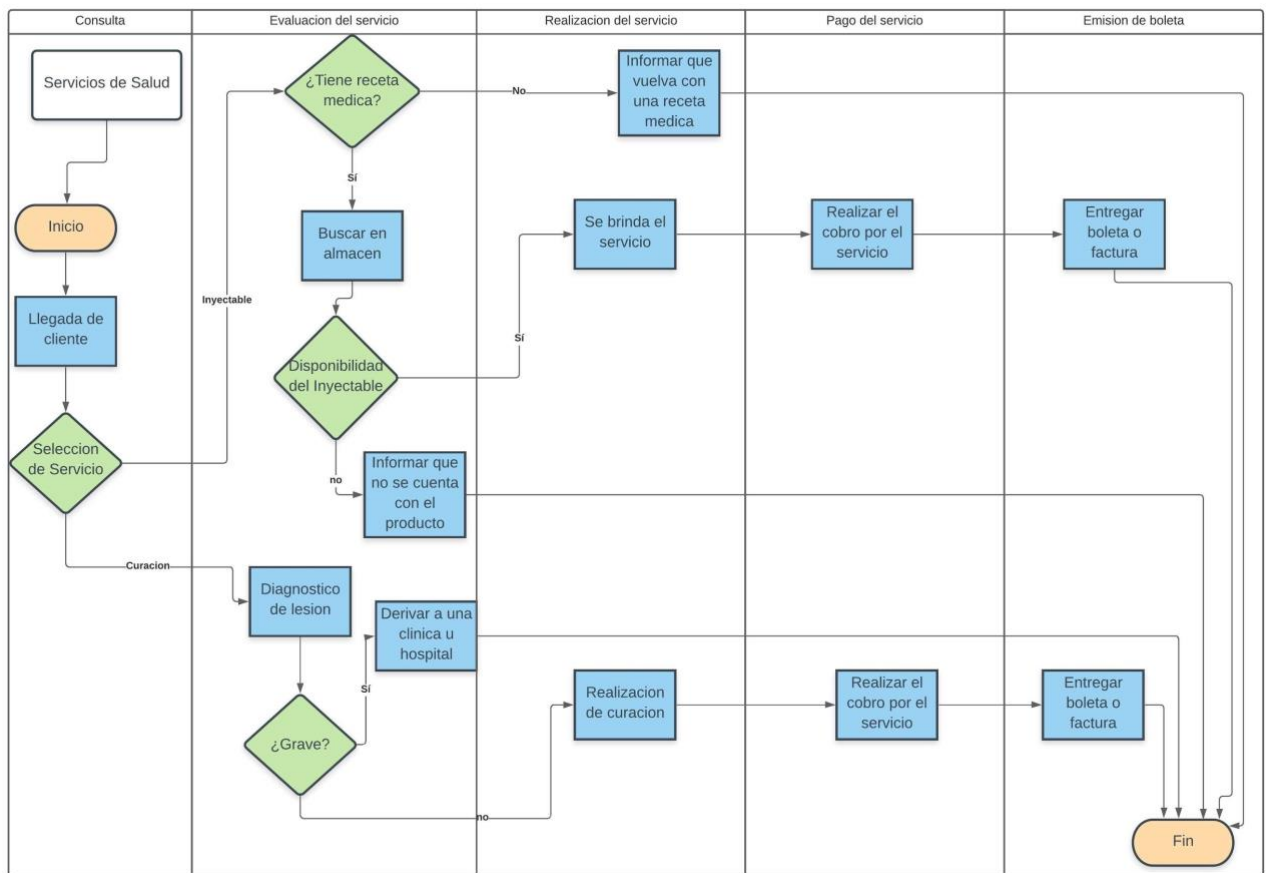 Consulta
Evaluacion del servicio
Realizacion del servicio
Pago del servicio
Emision de boleta
Servicios de Salud
Inicio
Llegada de
cliente
Seleccion
de Servicio
Inyectable
Curacion
¿Tiene receta
medica?
No
Sí
Informar que
vuelva con
una receta
medica
Buscar en
almacen
Disponibilidad
del Inyectable
Sí
no
Se brinda el
servicio
Realizar el
cobro por el
servicio
Entregar
boleta o
factura
Informar que
no se cuenta
con el
producto
Diagnostico
de lesion
¿Grave?
Sí
no
Derivar a una
clinica u
hospital
Realizacion
de curacion
Realizar el
cobro por el
servicio
Entregar
boleta o
factura
Fin